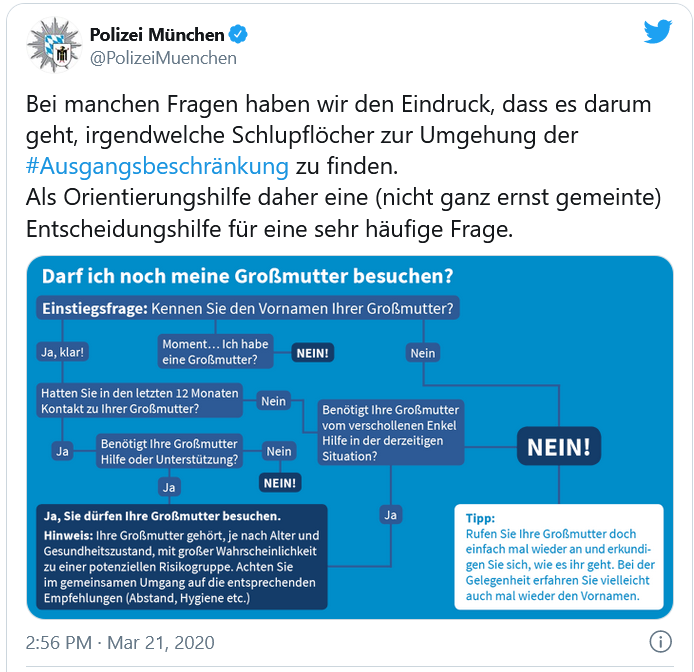 Polizei München
@PolizeiMuenchen
Bei manchen Fragen haben wir den Eindruck, dass es darum
geht, irgendwelche Schlupflöcher zur Umgehung der
#Ausgangsbeschränkung zu finden.
Als Orientierungshilfe daher eine (nicht ganz ernst gemeinte)
Entscheidungshilfe für eine sehr häufige Frage.
Darf ich noch meine Großmutter besuchen?
Einstiegsfrage: Kennen Sie den Vornamen Ihrer Großmutter?
Ja, klar!
Moment... Ich habe
eine Großmutter?
NEIN!
Nein
Hatten Sie in den letzten 12 Monaten
Kontakt zu Ihrer Großmutter?
Nein
Benötigt Ihre Großmutter
vom verschollenen Enkel
Hilfe in der derzeitigen
Situation?
NEIN!
Ja
Benötigt Ihre Großmutter
Hilfe oder Unterstützung?
Nein
NEIN!
Ja
Ja
Ja, Sie dürfen Ihre Großmutter besuchen.
Hinweis: Ihre Großmutter gehört, je nach Alter und
Gesundheitszustand, mit großer Wahrscheinlichkeit
zu einer potenziellen Risikogruppe. Achten Sie
im gemeinsamen Umgang auf die entsprechenden
Empfehlungen (Abstand, Hygiene etc.)
Tipp:
Rufen Sie Ihre Großmutter doch
einfach mal wieder an und erkundi-
gen Sie sich, wie es ihr geht. Bei der
Gelegenheit erfahren Sie vielleicht
auch mal wieder den Vornamen.
2:56 PM · Mar 21, 2020